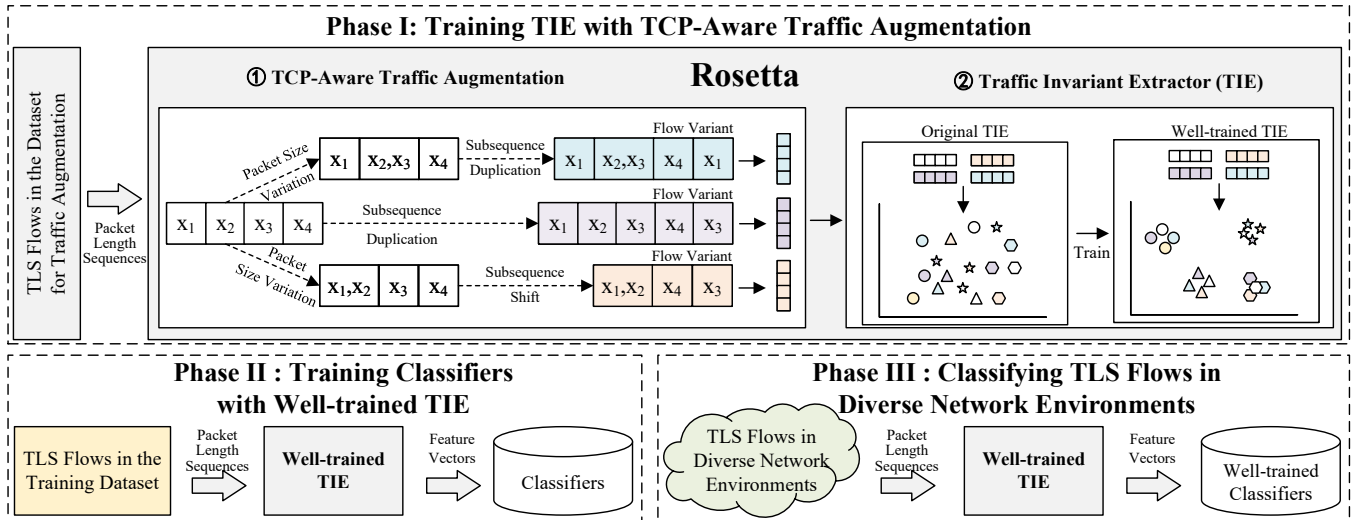 Phase I: Training TIE with TCP-Aware Traffic Augmentation
TLS Flows in the Dataset
for Traffic Augmentation
Packet
Length
Sequences
① TCP-Aware Traffic Augmentation
Rosetta
② Traffic Invariant Extractor (TIE)
Packet Size
Variation
x₁ x₂,x₃ x₄
Subsequence
Duplication
Flow Variant
x₁ x₂,x₃ x₄ x₁
x₁ x₂ x₃ x₄
Subsequence
Duplication
Flow Variant
x₁ x₂ x₃ x₄ x₃
Packet
Size Variation
x₁,x₂ x₃ x₄
Subsequence
Shift
Flow Variant
x₁,x₂ x₄ x₃
Original TIE
Train
Well-trained TIE
Phase II : Training Classifiers
with Well-trained TIE
TLS Flows in the
Training Dataset
Packet
Length
Sequences
Well-trained
TIE
Feature
Vectors
Classifiers
Phase III : Classifying TLS Flows in
Diverse Network Environments
TLS Flows in
Diverse Network
Environments
Packet
Length
Sequences
Well-trained
TIE
Feature
Vectors
Well-trained
Classifiers